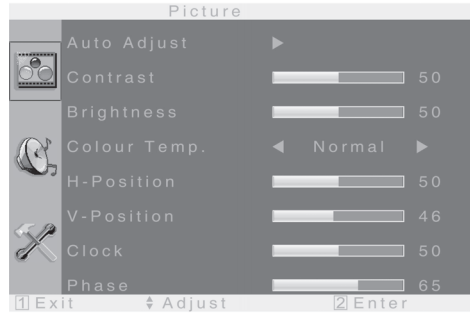 Picture
Auto Adjust
Contrast 50
Brightness 50
Colour Temp. Normal
H-Position 50
V-Position 46
Clock 50
Phase 65
1 Exit Adjust 2 Enter